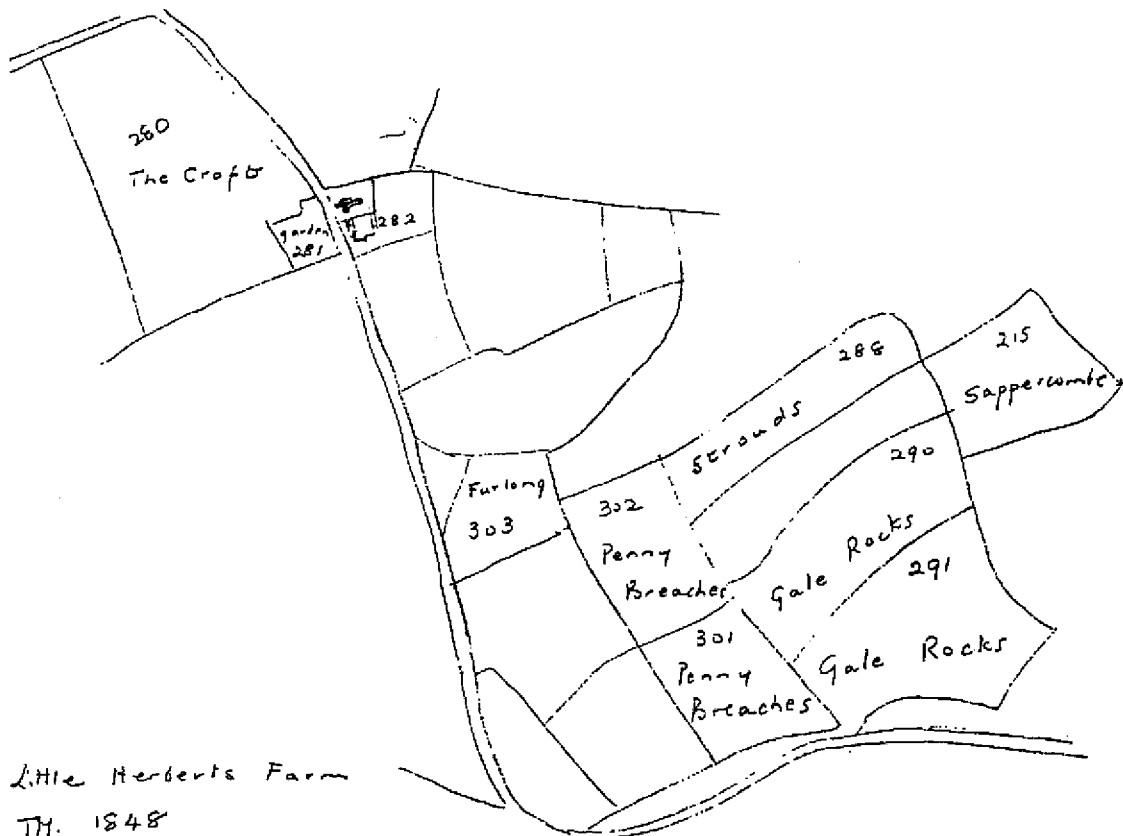 280
The Crofts
garden
281
282
288
Strouds
215
Sappercombe
290
Gale Rocks
291
Gale Rocks
Furlong
303
302
Penny
Breaches
301
Penny
Breaches
Little Herberts Farm
TM. 1848